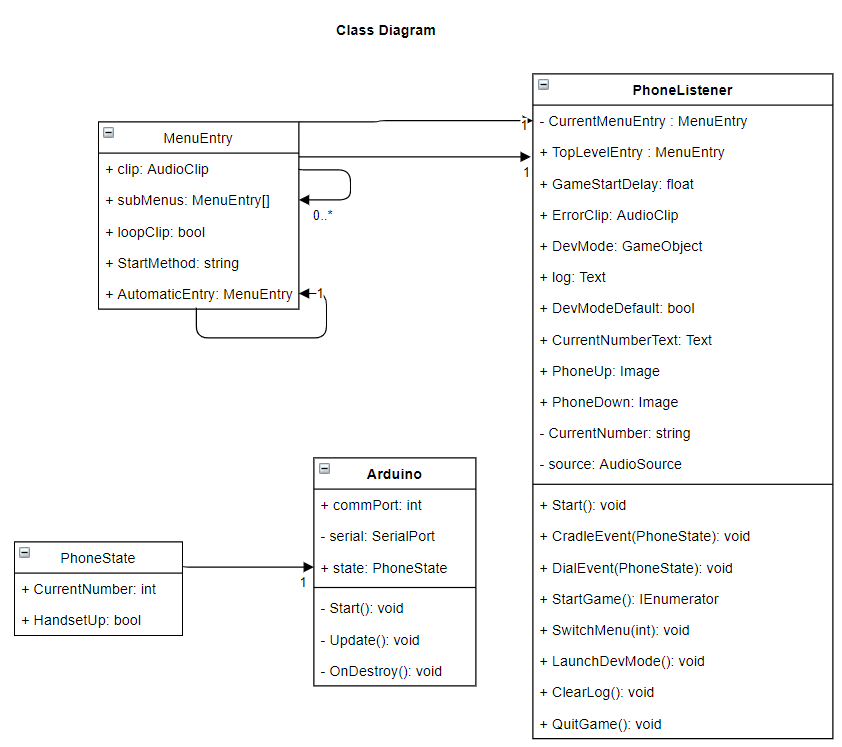 Class Diagram
MenuEntry
+ clip: AudioClip
+ subMenus: MenuEntry[]
+ loopClip: bool
+ StartMethod: string
+ AutomaticEntry: MenuEntry
0..*
1
1
1
PhoneListener
- CurrentMenuEntry : MenuEntry
+ TopLevelEntry : MenuEntry
+ GameStartDelay: float
+ ErrorClip: AudioClip
+ DevMode: GameObject
+ log: Text
+ DevModeDefault: bool
+ CurrentNumberText: Text
+ PhoneUp: Image
+ PhoneDown: Image
- CurrentNumber: string
- source: AudioSource
+ Start(): void
+ CradleEvent(PhoneState): void
+ DialEvent(PhoneState): void
+ StartGame(): IEnumerator
+ SwitchMenu(int): void
+ LaunchDevMode(): void
+ ClearLog(): void
+ QuitGame(): void
Arduino
+ commPort: int
- serial: SerialPort
+ state: PhoneState
- Start(): void
- Update(): void
- OnDestroy(): void
PhoneState
+ CurrentNumber: int
+ HandsetUp: bool
1